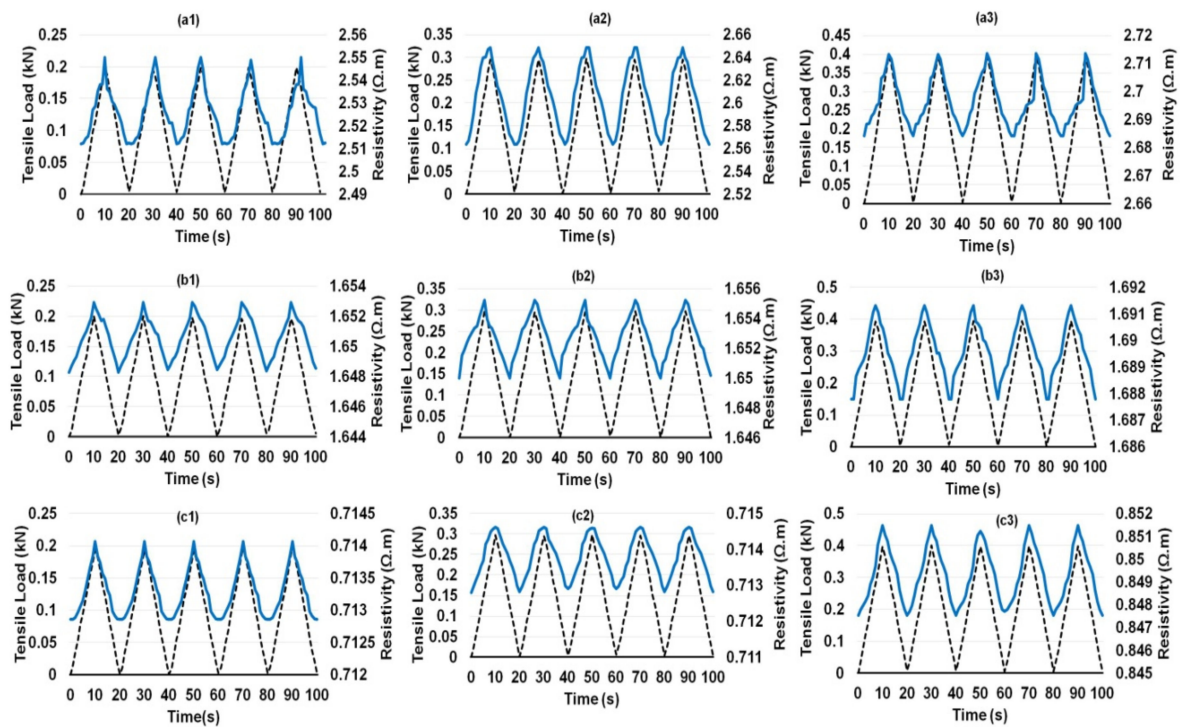 (a1)
Tensile Load (kN)
0.25
0.2
0.15
0.1
0.05
0
2.56
2.55
2.54
2.53
2.52
2.51
2.5
2.49
Resistivity (Ω.m)
0 10 20 30 40 50 60 70 80 90 100
Time (s)
(a2)
Tensile Load (kN)
0.35
0.3
0.25
0.2
0.15
0.1
0.05
0
2.66
2.64
2.62
2.6
2.58
2.56
2.54
2.52
Resistivity(Ω.m)
0 10 20 30 40 50 60 70 80 90 100
Time (s)
(a3)
Tensile Load (kN)
0.45
0.4
0.35
0.3
0.25
0.2
0.15
0.1
0.05
0
2.72
2.71
2.7
2.69
2.68
2.67
2.66
Resistivity (Ω.m)
0 10 20 30 40 50 60 70 80 90 100
Time (s)
(b1)
Tensile Load (kN)
0.25
0.2
0.15
0.1
0.05
0
1.654
1.652
1.65
1.648
1.646
1.644
Resistivity (Ω.m)
0 10 20 30 40 50 60 70 80 90 100
Time (s)
(b2)
Tensile Load (kN)
0.35
0.3
0.25
0.2
0.15
0.1
0.05
0
1.656
1.654
1.652
1.65
1.648
1.646
Resistivity (Ω.m)
0 10 20 30 40 50 60 70 80 90 100
Time (s)
(b3)
Tensile Load (kN)
0.5
0.4
0.3
0.2
0.1
0
1.692
1.691
1.69
1.689
1.688
1.687
1.686
Resistivity (Ω.m)
0 10 20 30 40 50 60 70 80 90 100
Time (s)
(c1)
Tensile Load (kN)
0.25
0.2
0.15
0.1
0.05
0
0.7145
0.714
0.7135
0.713
0.7125
0.712
Resistivity (Ω.m)
0 10 20 30 40 50 60 70 80 90 100
Time(s)
(c2)
Tensile Load (kN)
0.35
0.3
0.25
0.2
0.15
0.1
0.05
0
0.715
0.714
0.713
0.712
0.711
Resistivity (Ω.m)
0 10 20 30 40 50 60 70 80 90 100
Time (s)
(c3)
Tensile Load (kN)
0.5
0.4
0.3
0.2
0.1
0
0.852
0.851
0.85
0.849
0.848
0.846
0.845
Resistivity (Ω.m)
0 10 20 30 40 50 60 70 80 90 100
Time (s)